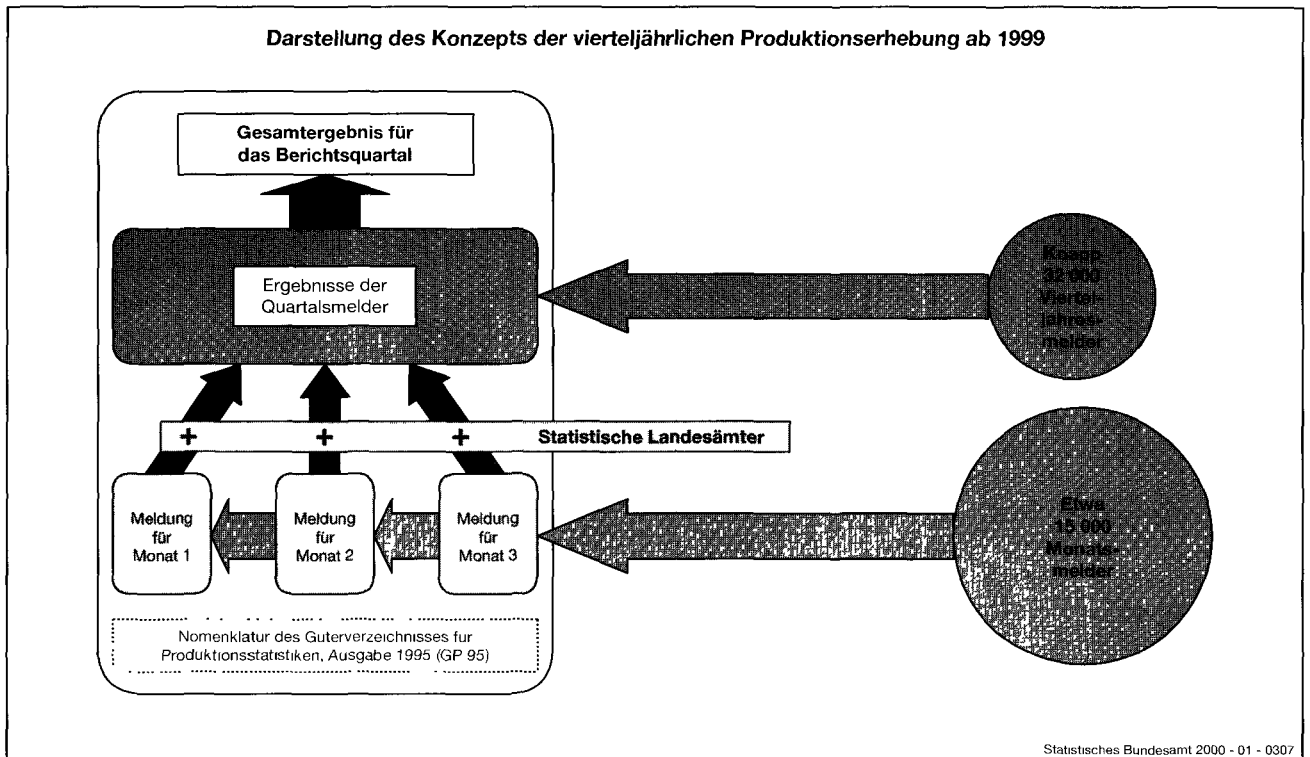 Darstellung des Konzepts der vierteljährlichen Produktionserhebung ab 1999
Gesamtergebnis für
das Berichtsquartal
Ergebnisse der
Quartalsmelder
Knapp
32 000
Viertel-
jahres-
melder
+ + + Statistische Landesämter
Meldung
für
Monat 1
Meldung
für
Monat 2
Meldung
für
Monat 3
Etwa
15 000
Monats-
melder
Nomenklatur des Guterverzeichnisses fur
Produktionsstatistiken, Ausgabe 1995 (GP 95)
Statistisches Bundesamt 2000 - 01 - 0307